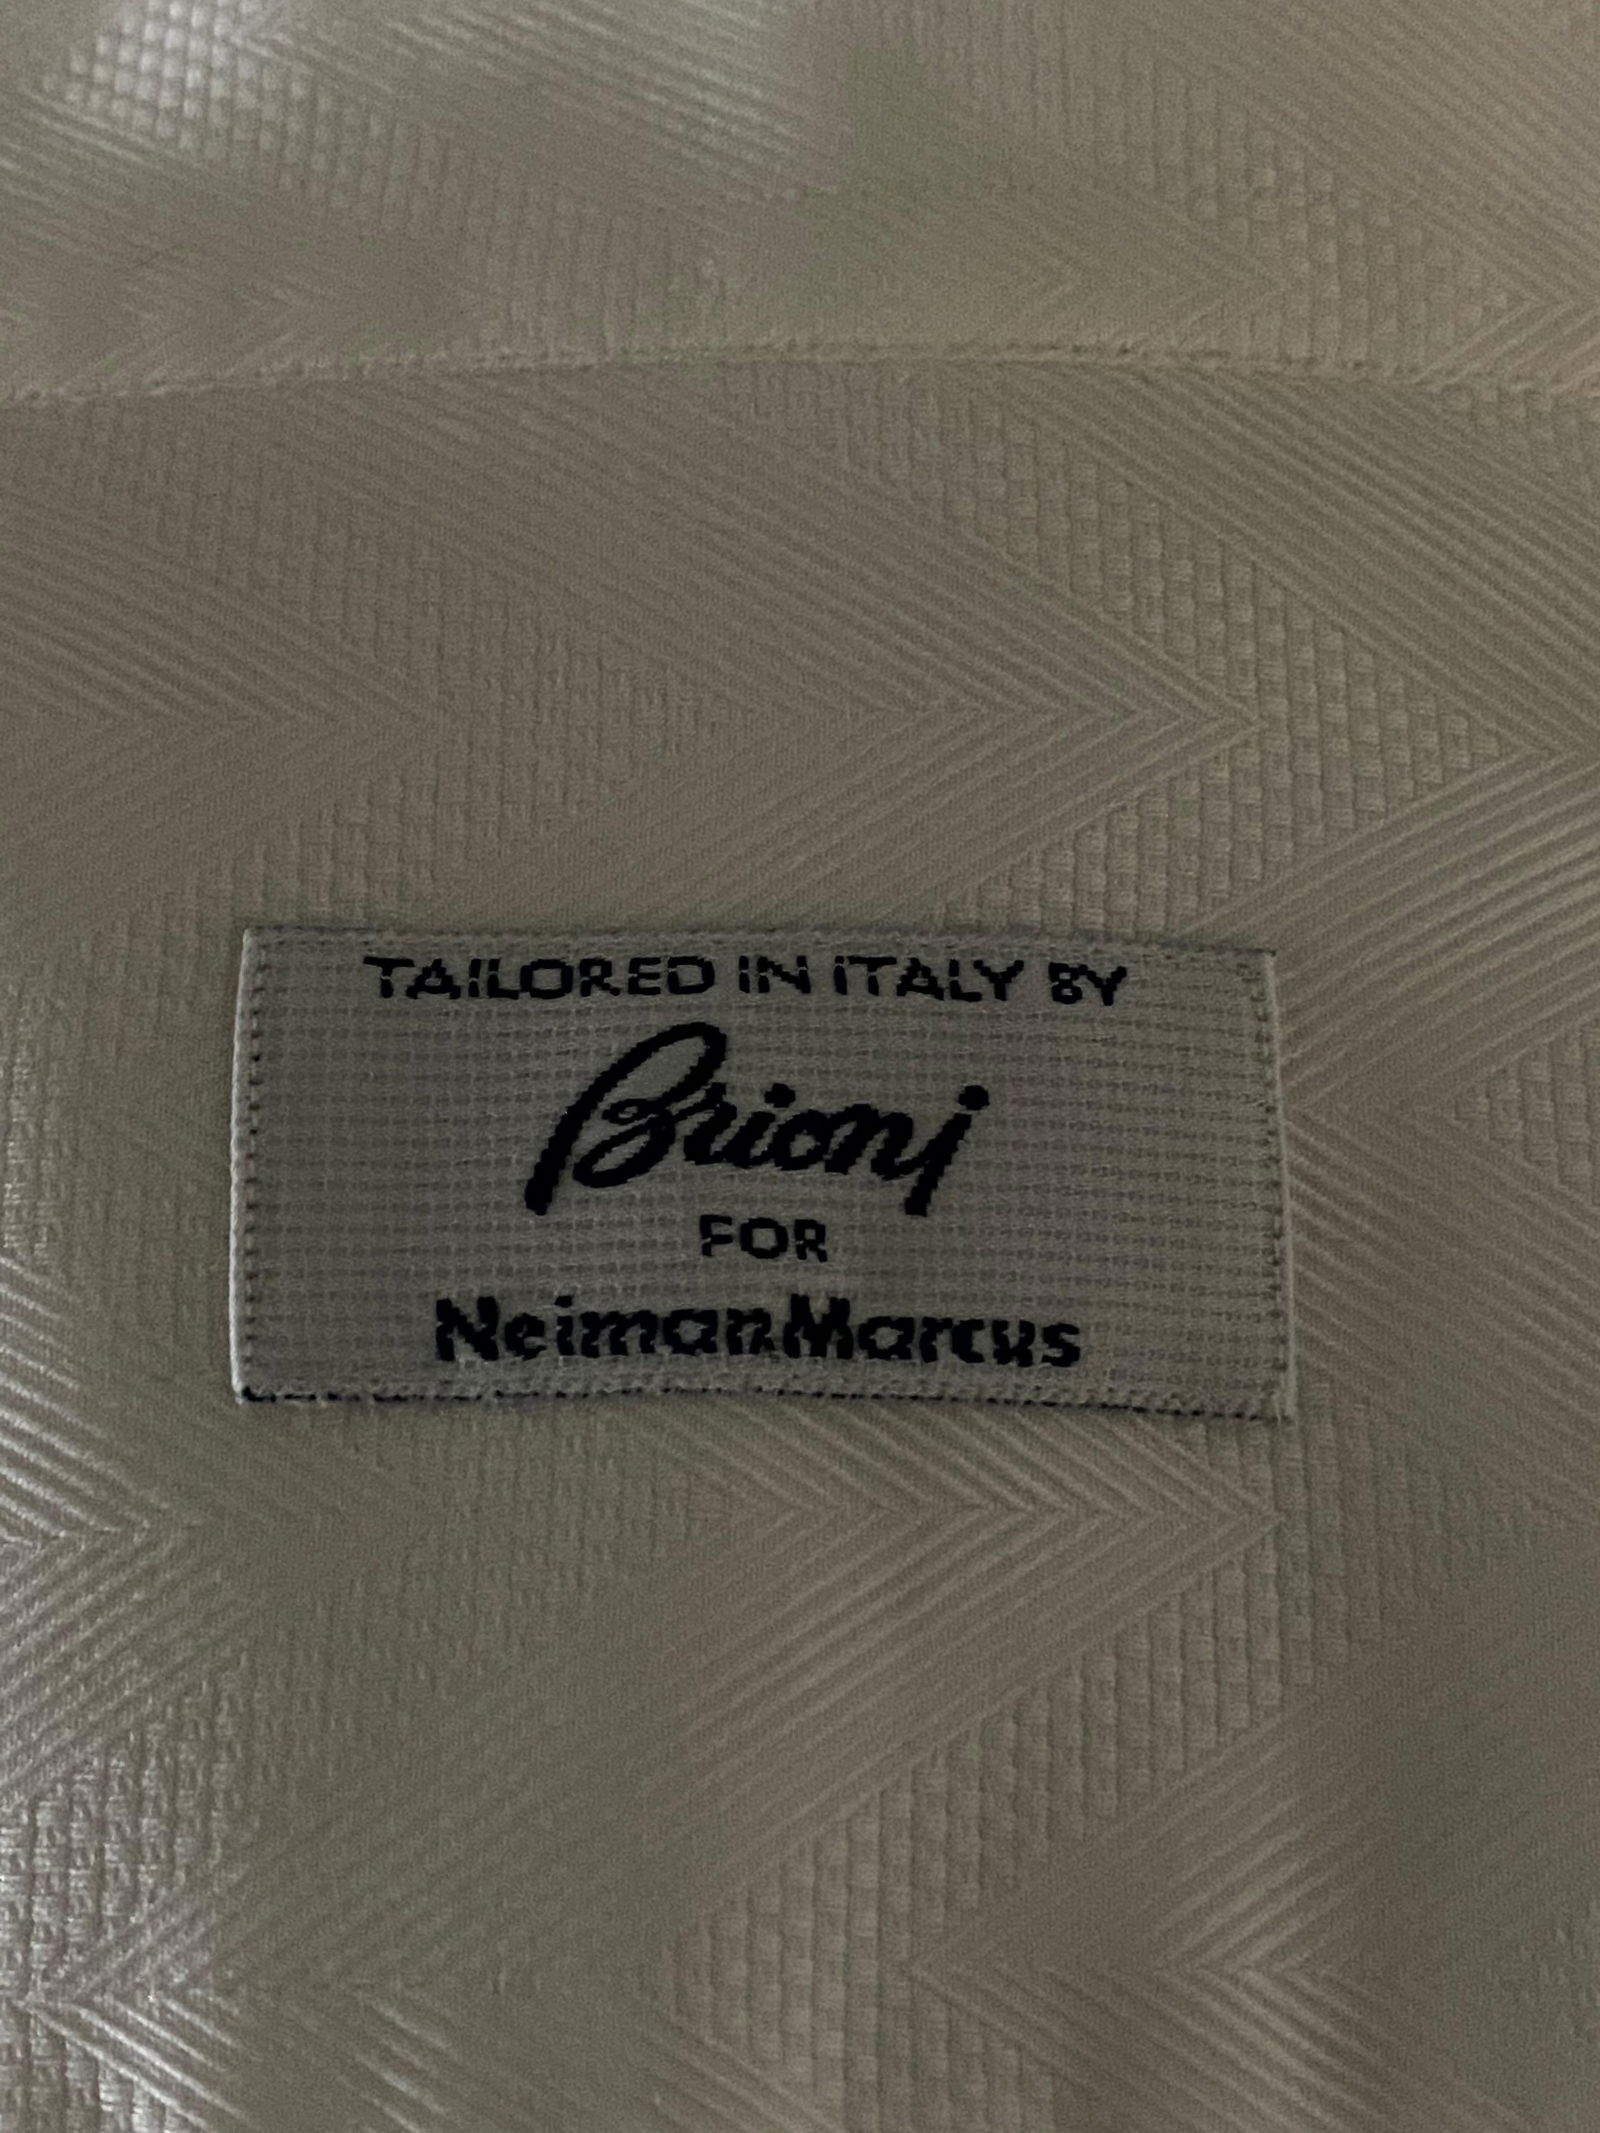 TAILORED IN ITALY BY
Brioni
FOR
NeimanMarcus